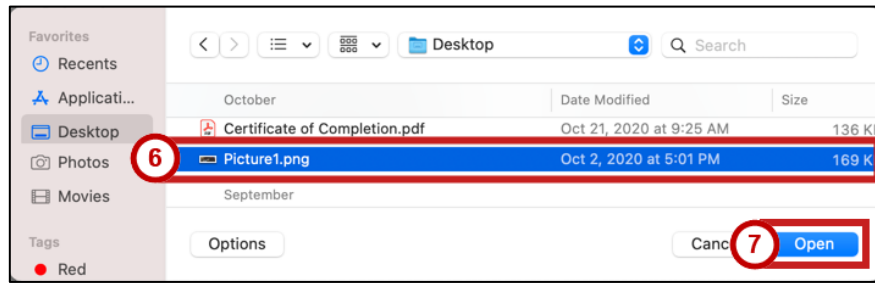 Favorites
Recents
Applicati...
Desktop
Photos
Movies
Tags
Red
Desktop
Search
October Date Modified Size
Certificate of Completion.pdf Oct 21, 2020 at 9:25 AM 136 K
6 Picture1.png Oct 2, 2020 at 5:01 PM 169 K
September
Options Canc 7 Open